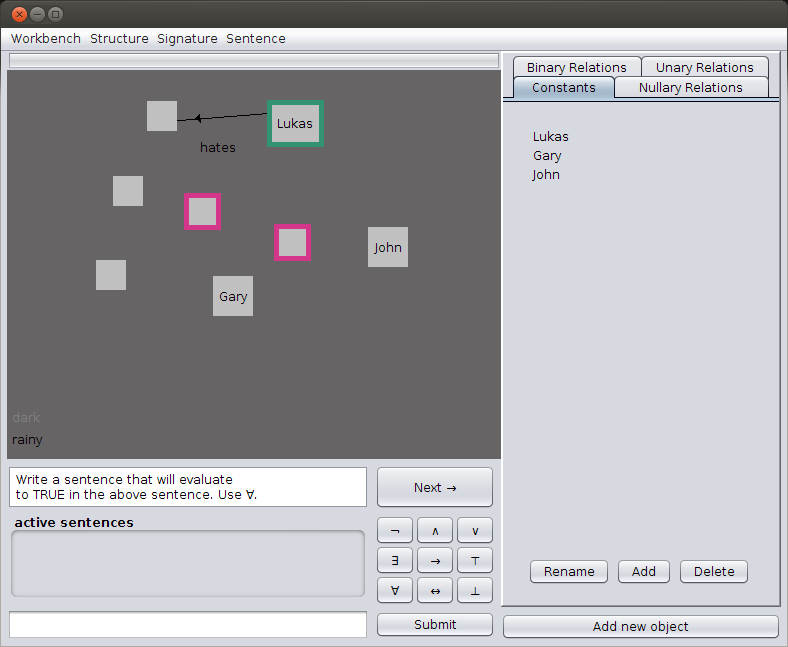 Workbench Structure Signature Sentence
Binary Relations Unary Relations
Constants Nullary Relations
Lukas
hates
John
Gary
dark
rainy
Lukas
Gary
John
Write a sentence that will evaluate
to TRUE in the above sentence. Use ∀.
Next →
active sentences
¬ ∧ ∨
∃ → ⊤
∀ ↔ ⊥
Submit
Rename Add Delete
Add new object